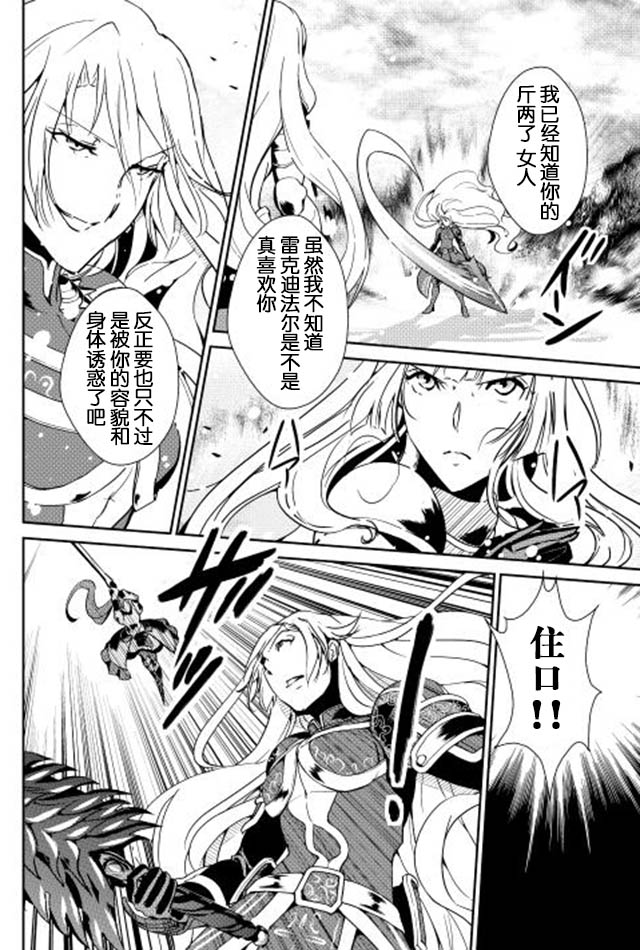 我已经知道你的
斤两了 女人
虽然我不知道
雷克迪法尔是不是
真喜欢你
反正要也只不过
是被你的容貌和
身体诱惑了吧
住口!!